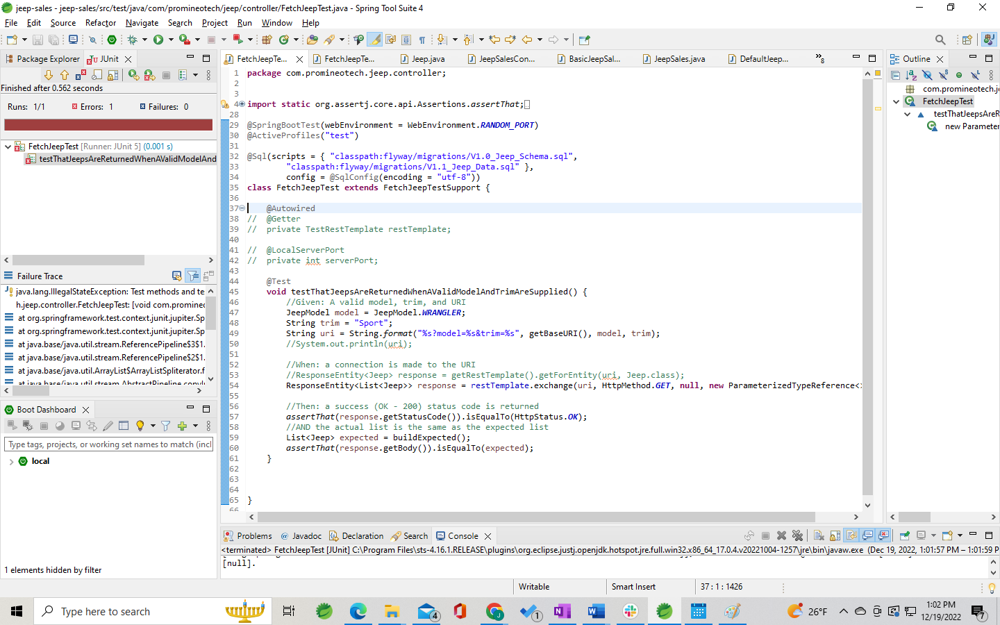 jeep-sales - jeep-sales/src/test/java/com/promineotech/jeep/controller/FetchJeepTest.java - Spring Tool Suite 4
File Edit Source Refactor Navigate Search Project Run Window Help
Package Explorer JUnit
Finished after 0.562 seconds
Runs: 1/1 Errors: 1 Failures: 0
FetchJeepTest [Runner: JUnit 5] (0.001 s)
testThatJeepsAreReturnedWhenAValidModelAnd
Failure Trace
java.lang.IllegalStateException: Test methods and te
h.jeep.controller.FetchJeepTest: [void com.promineo
at org.springframework.test.context.junit.jupiter.Sp
at org.springframework.test.context.junit.jupiter.Sp
at java.base/java.util.stream.ReferencePipeline$3$1.
at java.base/java.util.stream.ReferencePipeline$2$1.
at java.base/java.util.ArrayList$ArrayListSpliterator.f
at java.base/java.util.stream.AbstractPipeline.copyI
Boot Dashboard
Type tags, projects, or working set names to match (incl
local
1 elements hidden by filter
FetchJeepTe... FetchJeepTe... Jeep.java JeepSalesCon... BasicJeepSal... JeepSales.java DefaultJeep... »8
1 package com.promineotech.jeep.controller;
2
3
4 import static org.assertj.core.api.Assertions.assertThat;
28
29 @SpringBootTest(webEnvironment = WebEnvironment.RANDOM_PORT)
30 @ActiveProfiles("test")
31
32 @Sql(scripts = { "classpath:flyway/migrations/V1.0_Jeep_Schema.sql",
33 "classpath:flyway/migrations/V1.1_Jeep_Data.sql" },
34 config = @SqlConfig(encoding = "utf-8"))
35 class FetchJeepTest extends FetchJeepTestSupport {
36
37 @Autowired
38 // @Getter
39 // private TestRestTemplate restTemplate;
40
41 // @LocalServerPort
42 // private int serverPort;
43
44 @Test
45 void testThatJeepsAreReturnedWhenAValidModelAndTrimAreSupplied() {
46 //Given: A valid model, trim, and URI
47 JeepModel model = JeepModel.WRANGLER;
48 String trim = "Sport";
49 String uri = String.format("%s?model=%s&trim=%s", getBaseURI(), model, trim);
50 //System.out.println(uri);
51
52 //When: a connection is made to the URI
53 //ResponseEntity<Jeep> response = getRestTemplate().getForEntity(uri, Jeep.class);
54 ResponseEntity<List<Jeep>> response = restTemplate.exchange(uri, HttpMethod.GET, null, new ParameterizedTypeReference<>
55
56 //Then: a success (OK - 200) status code is returned
57 assertThat(response.getStatusCode()).isEqualTo(HttpStatus.OK);
58 //AND the actual list is the same as the expected list
59 List<Jeep> expected = buildExpected();
60 assertThat(response.getBody()).isEqualTo(expected);
61 }
62
63
64
65 }
66
Outline
com.promineotech.j
FetchJeepTest
testThatJeepsAreR
new Parameter
Problems Javadoc Declaration Search Console
<terminated> FetchJeepTest [JUnit] C:\Program Files\sts-4.16.1.RELEASE\plugins\org.eclipse.justj.openjdk.hotspot.jre.full.win32.x86_64_17.0.4.v20221004-1257\jre\bin\javaw.exe (Dec 19, 2022, 1:01:57 PM – 1:01:59 P
[null].
Writable Smart Insert 37 : 1 : 1426
Type here to search
4
1
26°F
1:02 PM
12/19/2022
7